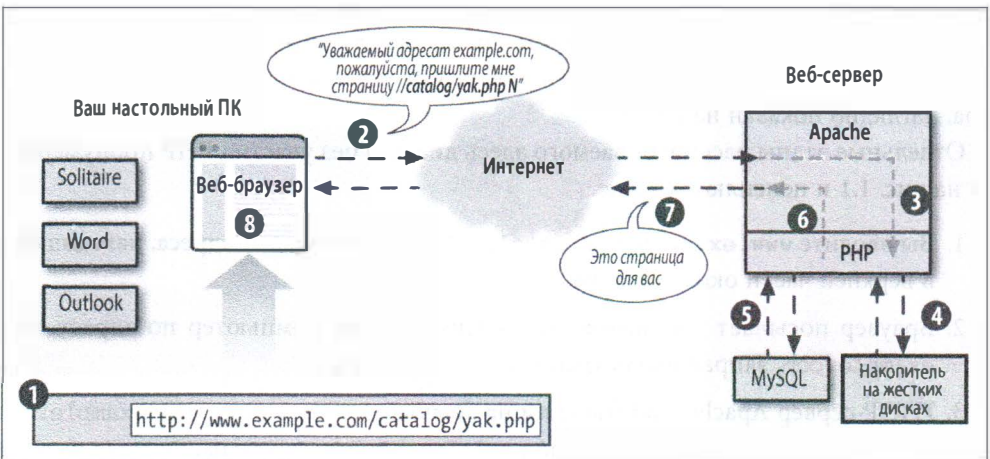 "Уважаемый адресат example.com,
пожалуйста, пришлите мне
страницу //catalog/yak.php N"
Ваш настольный ПК
Веб-сервер
2
Apache
Solitaire
Веб-браузер
Интернет
8
7
6
3
Word
Это страница
для вас
PHP
Outlook
5
4
MySQL
Накопитель
на жестких
дисках
1
http://www.example.com/catalog/yak.php